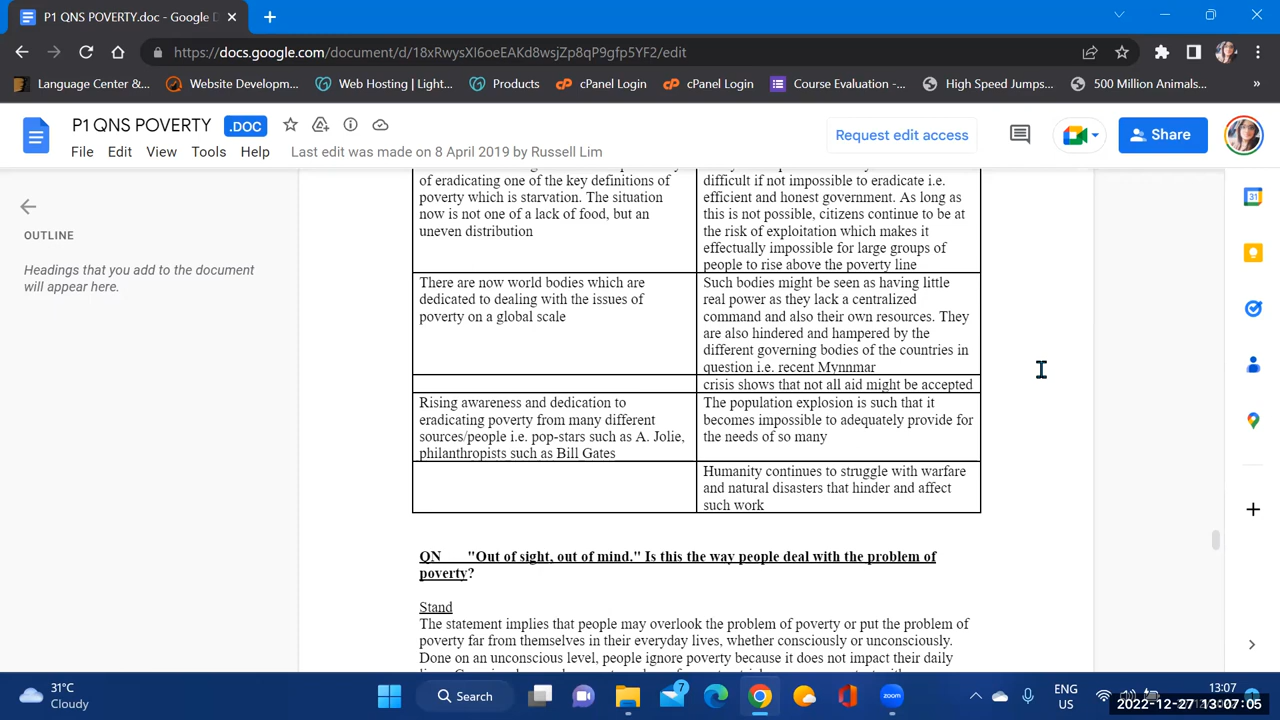 P1 QNS POVERTY.doc - Google D
https://docs.google.com/document/d/18xRwysXl6oeEAKd8wsjZp8qP9gfp5YF2/edit
Language Center &... Website Developm... Web Hosting | Light... Products cPanel Login cPanel Login Course Evaluation -... High Speed Jumps... 500 Million Animals... »
P1 QNS POVERTY .DOC
File Edit View Tools Help Last edit was made on 8 April 2019 by Russell Lim
Request edit access
Share
OUTLINE
Headings that you add to the document
will appear here.
of eradicating one of the key definitions of
poverty which is starvation. The situation
now is not one of a lack of food, but an
uneven distribution
difficult if not impossible to eradicate i.e.
efficient and honest government. As long as
this is not possible, citizens continue to be at
the risk of exploitation which makes it
effectually impossible for large groups of
people to rise above the poverty line
There are now world bodies which are
dedicated to dealing with the issues of
poverty on a global scale
Such bodies might be seen as having little
real power as they lack a centralized
command and also their own resources. They
are also hindered and hampered by the
different governing bodies of the countries in
question i.e. recent Mynnmar
crisis shows that not all aid might be accepted
Rising awareness and dedication to
eradicating poverty from many different
sources/people i.e. pop-stars such as A. Jolie,
philanthropists such as Bill Gates
The population explosion is such that it
becomes impossible to adequately provide for
the needs of so many
Humanity continues to struggle with warfare
and natural disasters that hinder and affect
such work
QN "Out of sight, out of mind." Is this the way people deal with the problem of
poverty?
Stand
The statement implies that people may overlook the problem of poverty or put the problem of
poverty far from themselves in their everyday lives, whether consciously or unconsciously.
Done on an unconscious level, people ignore poverty because it does not impact their daily
31
31°C
Cloudy
Search
7
zoom
ENG
US
13:07
2022-12-27 13:07:05